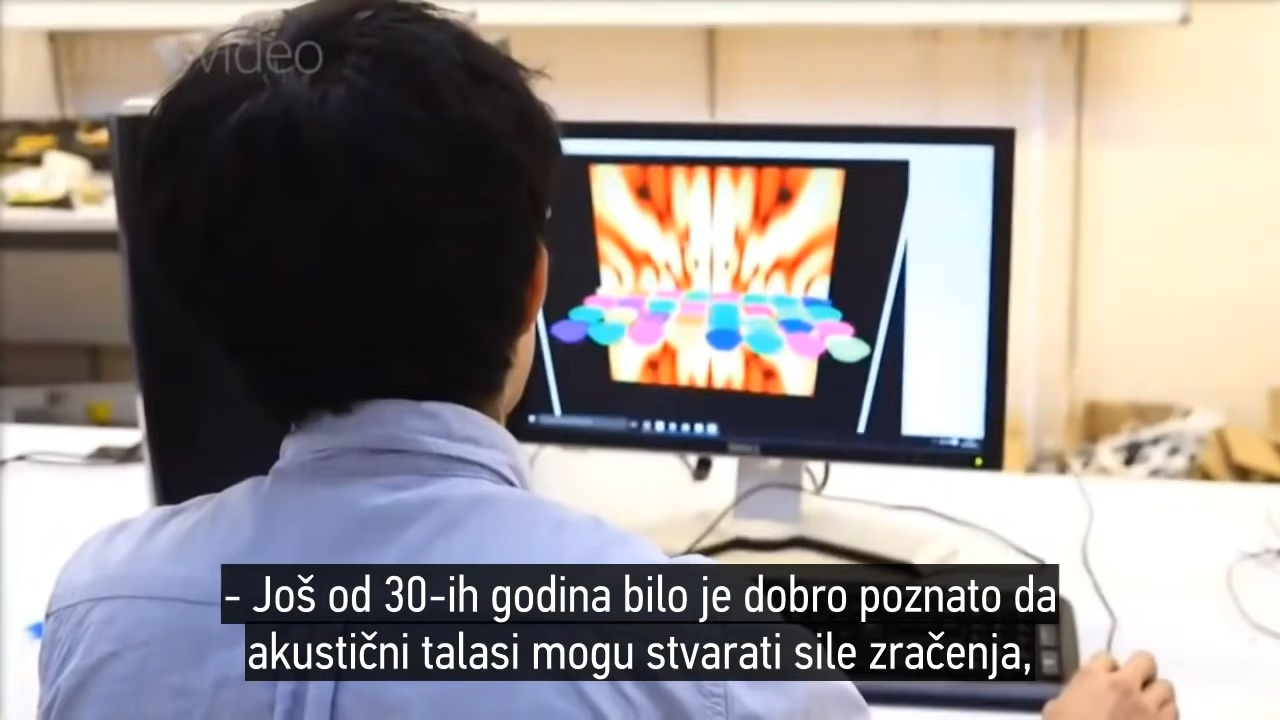 video
- Još od 30-ih godina bilo je dobro poznato da
akustični talasi mogu stvarati sile zračenja,